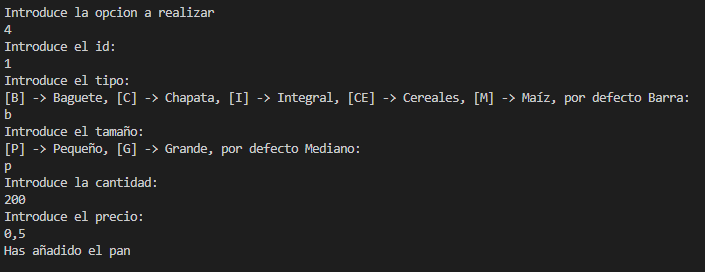 Introduce la opcion a realizar
4
Introduce el id:
1
Introduce el tipo:
[B] -> Baguete, [C] -> Chapata, [I] -> Integral, [CE] -> Cereales, [M] -> Maíz, por defecto Barra:
b
Introduce el tamaño:
[P] -> Pequeño, [G] -> Grande, por defecto Mediano:
p
Introduce la cantidad:
200
Introduce el precio:
0,5
Has añadido el pan